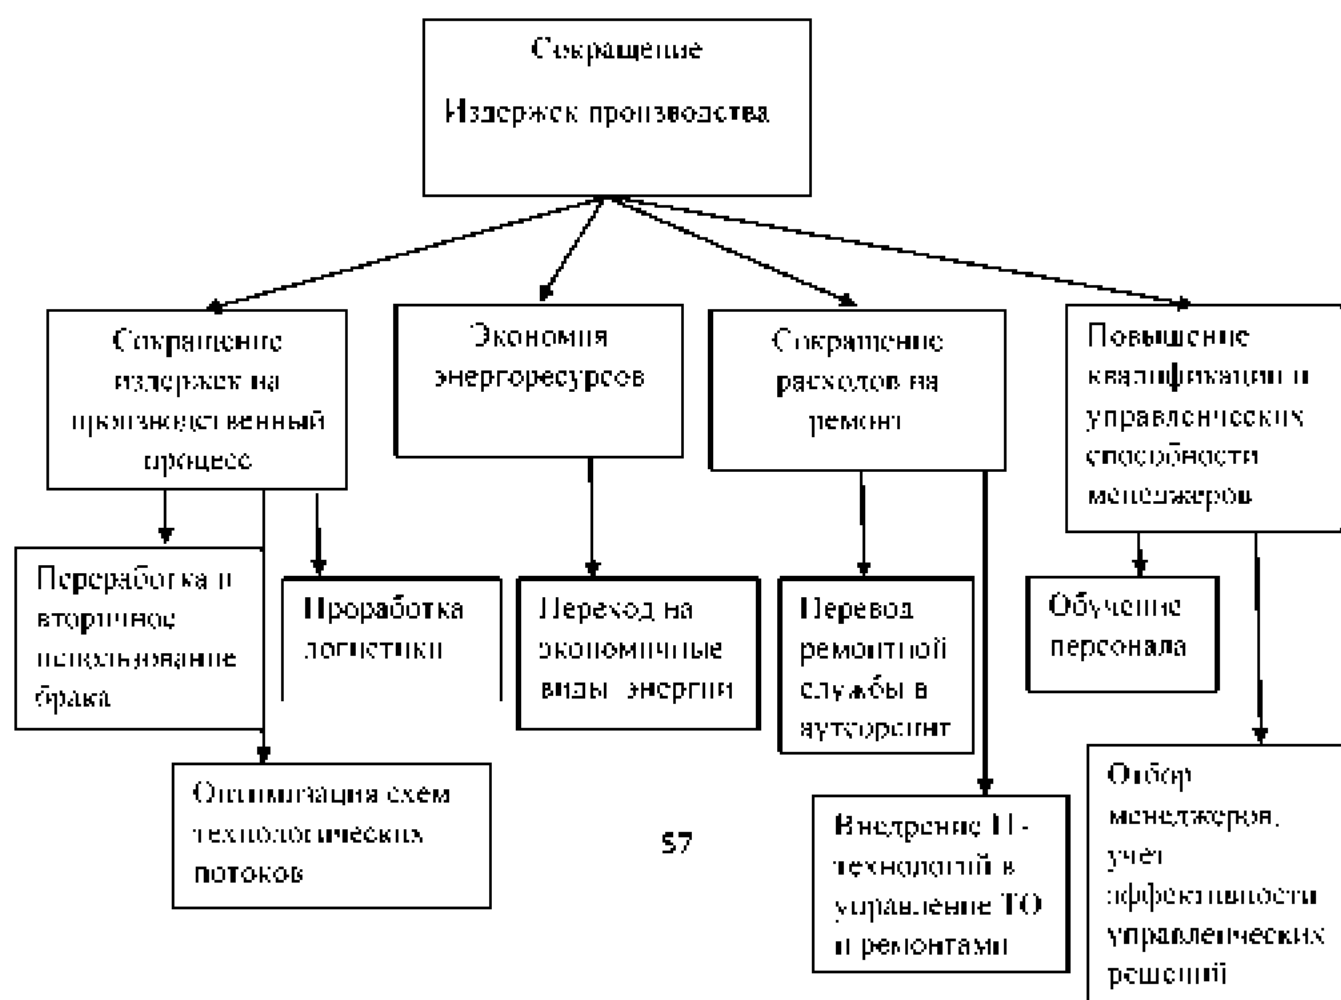 Сокращение
Издержек производства
Сокращение
издержек на
производственный
процесс
Экономия
энергоресурсов
Сокращение
расходов на
ремонт
Повышение
квалификации и
управленческих
способности
менеджеров
Переработка и
вторичное
использование
брака
Проработка
логистики
Переход на
экономичные
виды энергии
Перевод
ремонтной
службы в
аутсорсинг
Обучение
персонала
Оптимизация схем
технологических
потоков
57
Внедрение IT-
технологий в
управление ТО
и ремонтами
Отбор
менеджеров,
учет
эффективности
управленческих
решений